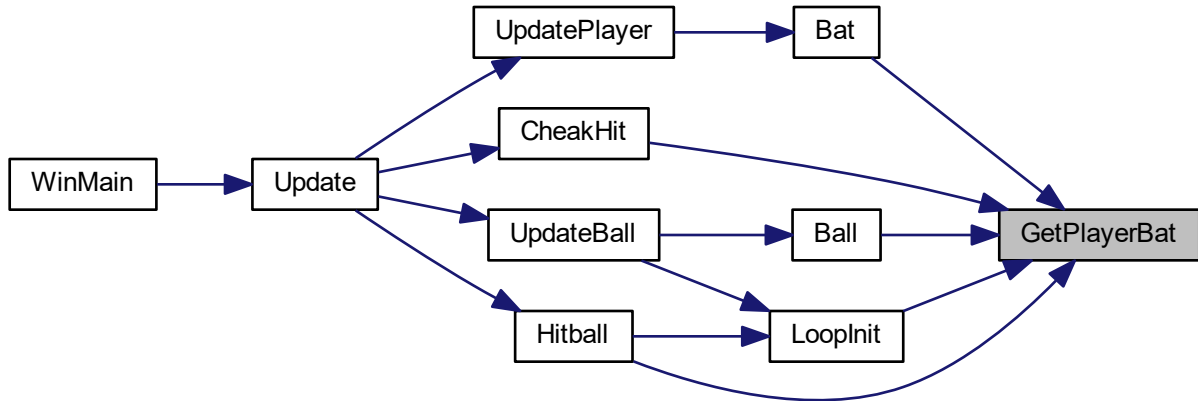 UpdatePlayer
Bat
CheakHit
WinMain
Update
UpdateBall
Ball
GetPlayerBat
Hitball
LoopInit